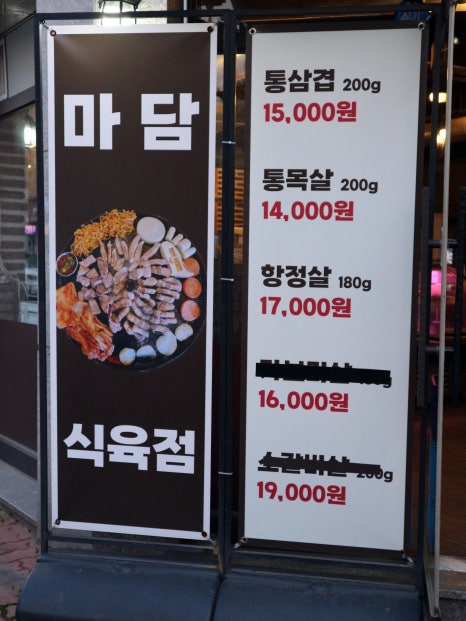 마담
식육점
통삼겹 200g
15,000원
통목살 200g
14,000원
항정살 180g
17,000원
16,000원
19,000원